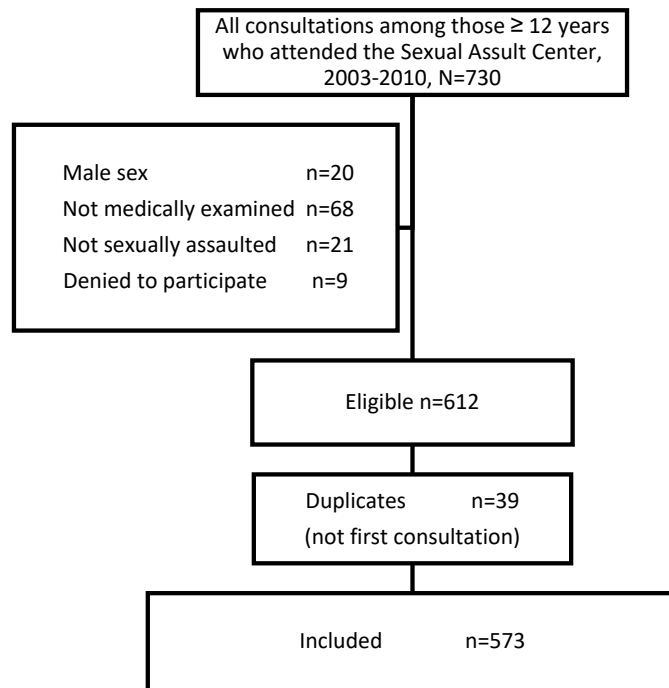 All consultations among those ≥ 12 years
who attended the Sexual Assult Center,
2003-2010, N=730
Male sex n=20
Not medically examined n=68
Not sexually assaulted n=21
Denied to participate n=9
Eligible n=612
Duplicates n=39
(not first consultation)
Included n=573